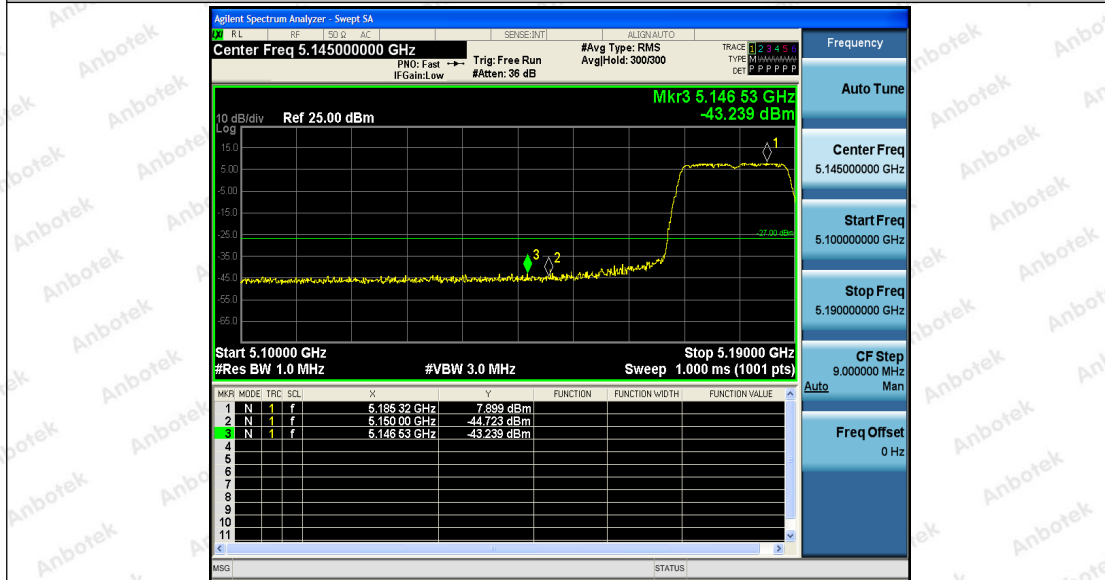 Agilent Spectrum Analyzer - Swept SA
LXI RL RF 50 Ω AC SENSE:INT ALIGNAUTO
Center Freq 5.145000000 GHz
PNO: Fast
IFGain:Low
Trig: Free Run
#Atten: 36 dB
#Avg Type: RMS
Avg|Hold: 300/300
TRACE 1 2 3 4 5 6
TYPE M
DET P P P P P P
Frequency
Mkr3 5.146 53 GHz
-43.239 dBm
10 dB/div Ref 25.00 dBm
Log
15.0
5.00
-5.00
-15.0
-25.0
-35.0
-45.0
-55.0
-65.0
1
-27.00 dBm
3
2
Start 5.10000 GHz Stop 5.19000 GHz
#Res BW 1.0 MHz #VBW 3.0 MHz Sweep 1.000 ms (1001 pts)
MKR MODE TRC SCL X Y FUNCTION FUNCTION WIDTH FUNCTION VALUE
1 N 1 f 5.185 32 GHz 7.899 dBm
2 N 1 f 5.150 00 GHz -44.723 dBm
3 N 1 f 5.146 53 GHz -43.239 dBm
4
5
6
7
8
9
10
11
MSG STATUS
Auto Tune
Center Freq
5.145000000 GHz
Start Freq
5.100000000 GHz
Stop Freq
5.190000000 GHz
CF Step
9.000000 MHz
Auto Man
Freq Offset
0 Hz
Anbotek